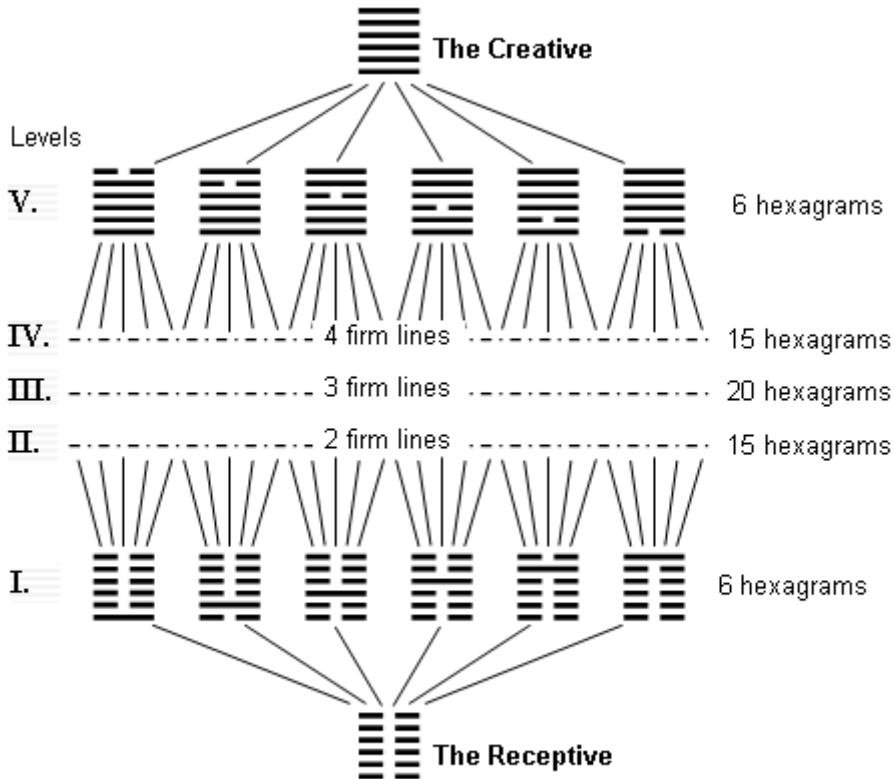 The Creative
Levels
V.
6 hexagrams
IV.
4 firm lines
15 hexagrams
III.
3 firm lines
20 hexagrams
II.
2 firm lines
15 hexagrams
I.
6 hexagrams
The Receptive